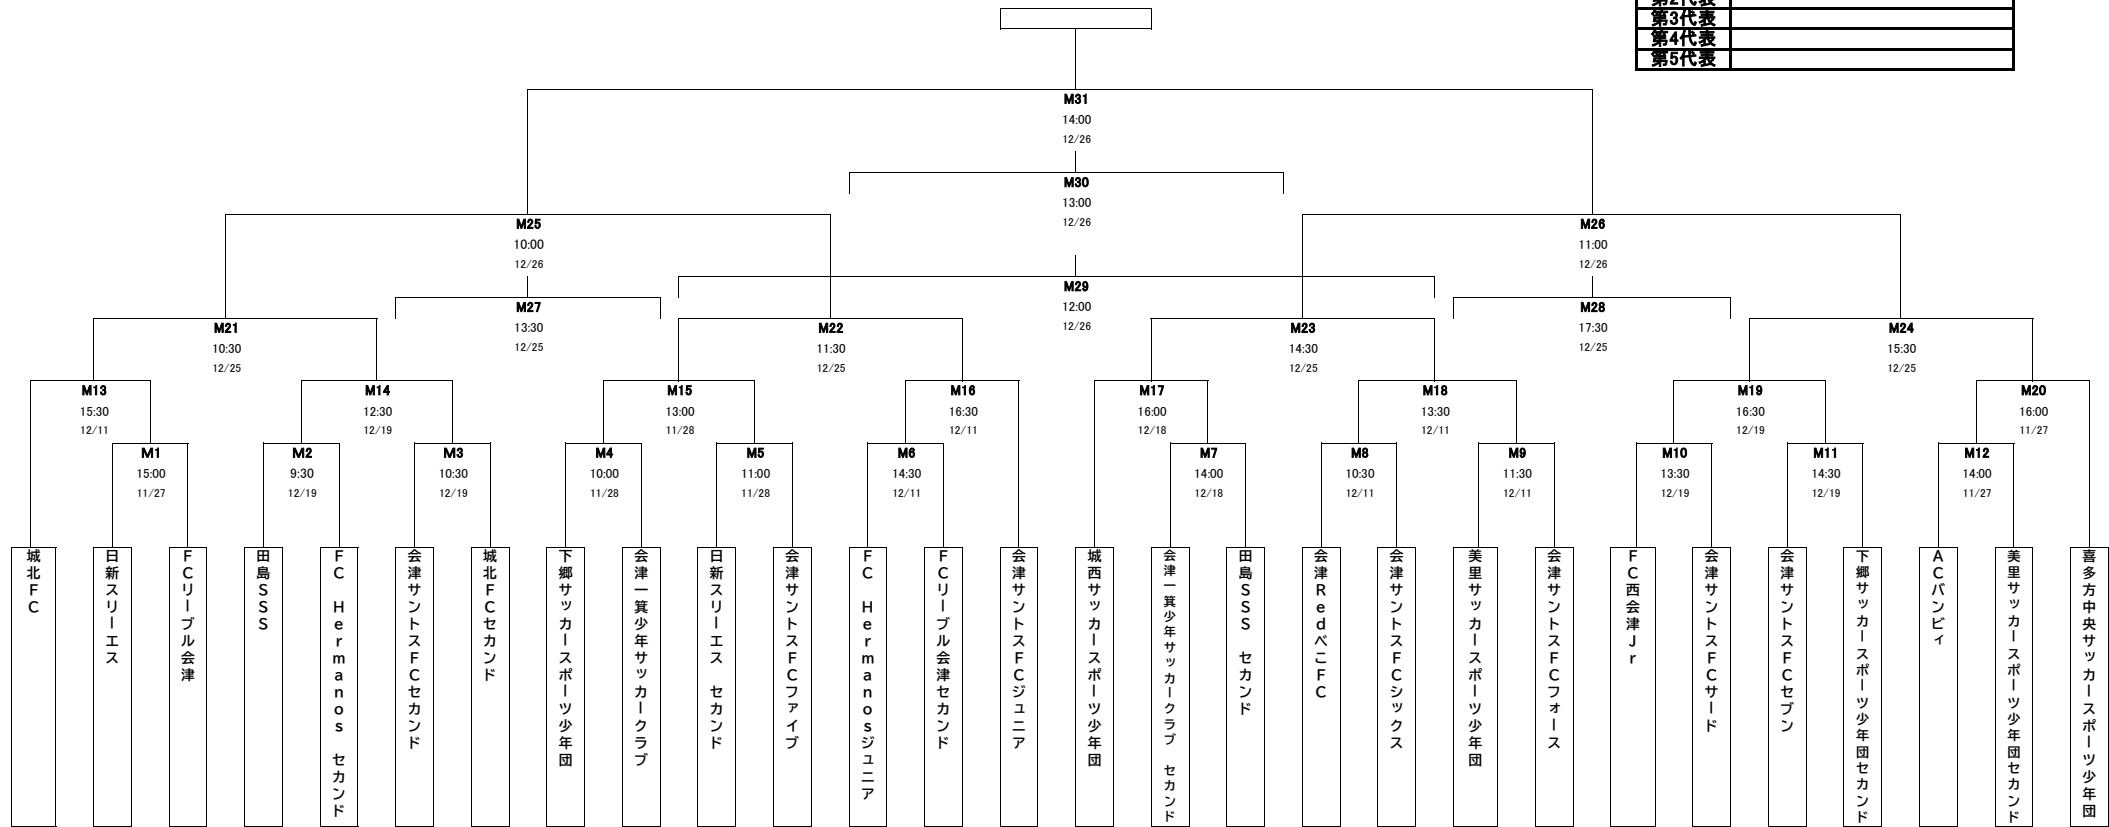 第2代表
第3代表
第4代表
第5代表
M31
14:00
12/26
M30
13:00
12/26
M25
10:00
12/26
M26
11:00
12/26
M29
12:00
12/26
M27
13:30
12/25
M28
17:30
12/25
M21
10:30
12/25
M22
11:30
12/25
M23
14:30
12/25
M24
15:30
12/25
M13
15:30
12/11
M14
12:30
12/19
M15
13:00
11/28
M16
16:30
12/11
M17
16:00
12/18
M18
13:30
12/11
M19
16:30
12/19
M20
16:00
11/27
M1
15:00
11/27
M2
9:30
12/19
M3
10:30
12/19
M4
10:00
11/28
M5
11:00
11/28
M6
14:30
12/11
M7
14:00
12/18
M8
10:30
12/11
M9
11:30
12/11
M10
13:30
12/19
M11
14:30
12/19
M12
14:00
11/27
城北FC
日新スリーエス
FCリーブル会津
田島SSS
FC Hermanos セカンド
会津サントスFCセカンド
城北FCセカンド
下郷サッカースポーツ少年団
会津一箕少年サッカークラブ
日新スリーエス セカンド
会津サントスFCファイブ
FC Hermanosジュニア
FCリーブル会津セカンド
会津サントスFCジュニア
城西サッカースポーツ少年団
会津一箕少年サッカークラブ セカンド
田島SSS セカンド
会津RedべこFC
会津サントスFCシックス
美里サッカースポーツ少年団
会津サントスFCフォース
FC西会津Jr
会津サントスFCサード
会津サントスFCセブン
下郷サッカースポーツ少年団セカンド
ACバンビィ
美里サッカースポーツ少年団セカンド
喜多方中央サッカースポーツ少年団